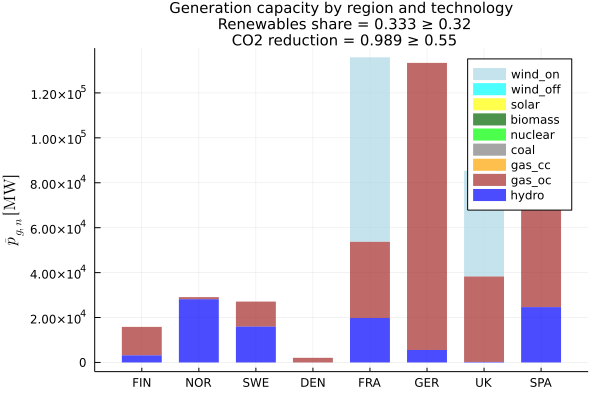 Generation capacity by region and technology
Renewables share = 0.333 ≥ 0.32
CO2 reduction = 0.989 ≥ 0.55
p̄_{g,n} [MW]
1.20×10⁵
1.00×10⁵
8.00×10⁴
6.00×10⁴
4.00×10⁴
2.00×10⁴
0
wind_on
wind_off
solar
biomass
nuclear
coal
gas_cc
gas_oc
hydro
FIN NOR SWE DEN FRA GER UK SPA